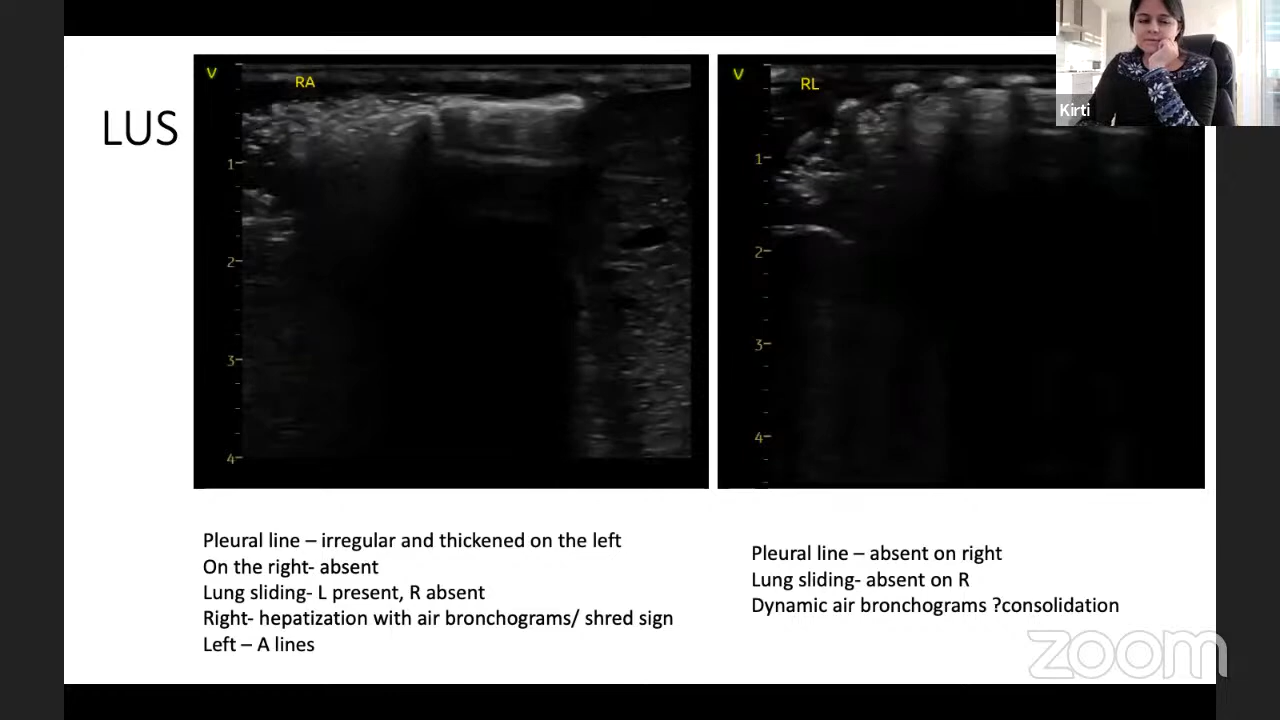 LUS
V
RA
1
2
3
4
V
RL
1
2
3
4
Kirti
Pleural line – irregular and thickened on the left
On the right- absent
Lung sliding- L present, R absent
Right- hepatization with air bronchograms/ shred sign
Left – A lines
Pleural line – absent on right
Lung sliding- absent on R
Dynamic air bronchograms ?consolidation
zoom